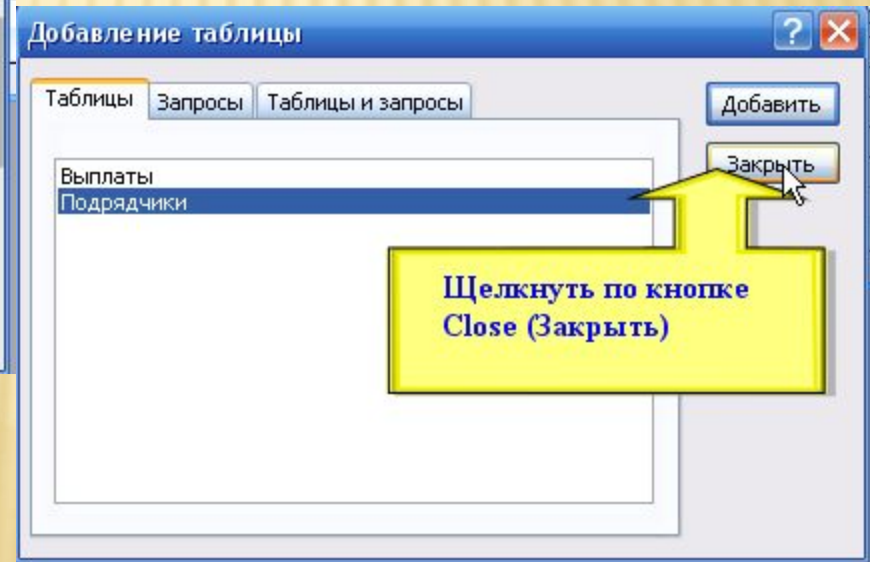 Добавление таблицы
Таблицы Запросы Таблицы и запросы
Добавить
Закрыть
Выплаты
Подрядчики
Щелкнуть по кнопке
Close (Закрыть)